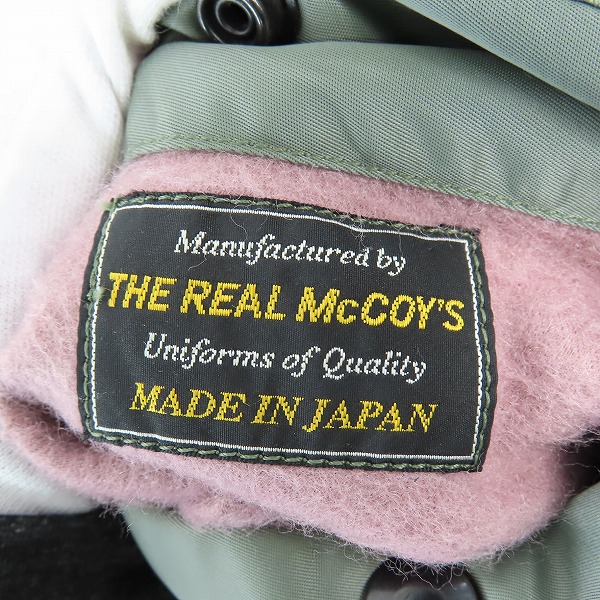 Manufactured by
THE REAL McCOY'S
Uniforms of Quality
MADE IN JAPAN